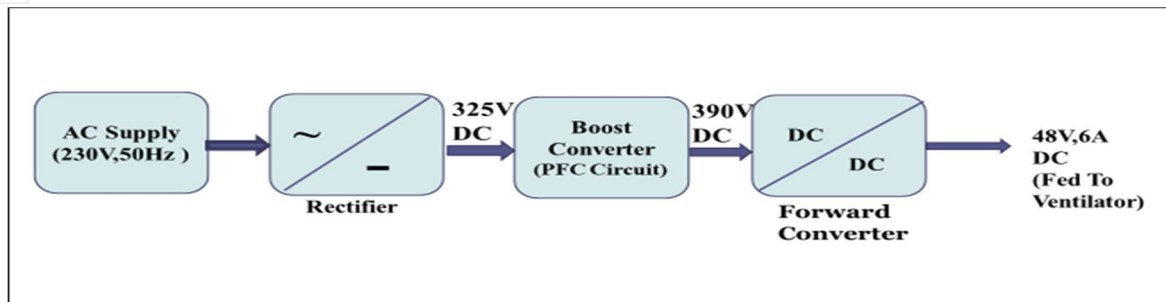 AC Supply
(230V,50Hz )
~
–
Rectifier
325V
DC
Boost
Converter
(PFC Circuit)
390V
DC
DC
DC
Forward
Converter
48V,6A
DC
(Fed To
Ventilator)